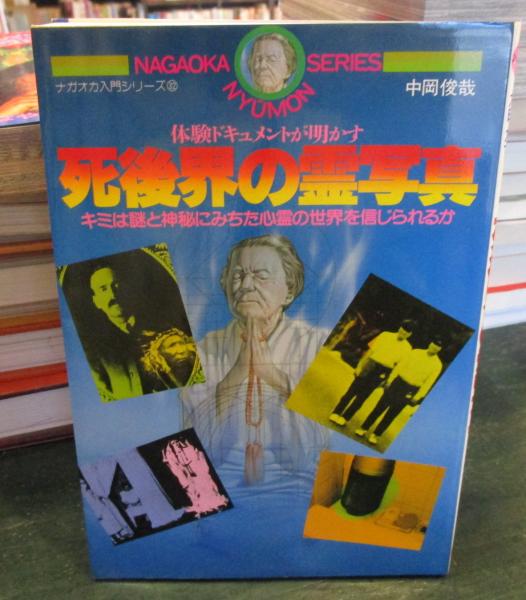 NAGAOKA SERIES
NYUMON
ナガオカ入門シリーズ㉜
中岡俊哉
体験ドキュメントが明かす
死後界の霊写真
キミは謎と神秘にみちた心霊の世界を信じられるか